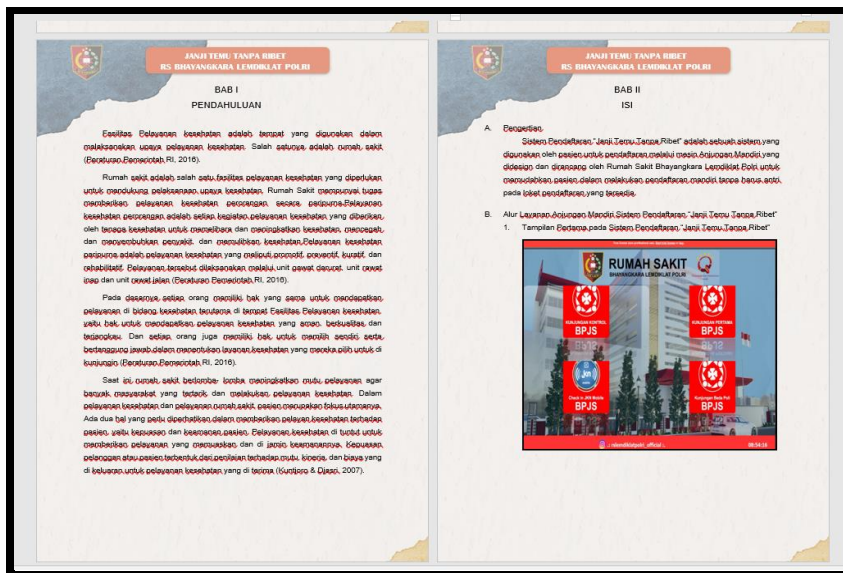 JANJI TEMU TANPA RIBET
RS BHAYANGKARA LEMDIKLAT POLRI
BAB I
PENDAHULUAN
Fasilitas Pelayanan kesehatan adalah tempat yang digunakan dalam
malaksanakan upaya pelayanan kesehatan. Salah satunya adalah rumah sakit
(Peraturan Pemerintah RI, 2016).
Rumah sakit adalah salah satu fasilitas pelayanan kesehatan yang diperlukan
untuk mendukung pelaksanaan upaya kesehatan. Rumah Sakit mempunyai tugas
memberikan pelayanan kesehatan perorangan secara paripurna.Pelayanan
kesehatan perorangan adalah setiap kegiatan pelayanan kesehatan yang diberikan
oleh tenaga kesehatan untuk memelihara dan meningkatkan kesehatan, mencegah
dan menyembuhkan penyakit, dan memulihkan kesehatan.Pelayanan kesehatan
paripurna adalah pelayanan kesehatan yang meliputi promotif, preventif, kuratif, dan
rehabilitatif. Pelayanan tersebut dilaksanakan melalui unit gawat darurat, unit rawat
inap dan unit rawat jalan (Peraturan Pemerintah RI, 2016).
Pada dasarnya setiap orang memiliki hak yang sama untuk mendapatkan
pelayanan di bidang kesehatan terutama di tempat Fasilitas Pelayanan kesehatan,
yaitu hak untuk mendapatkan pelayanan kesehatan yang aman, berkualitas dan
terjangkau. Dan setiap orang juga memiliki hak untuk memilih sendiri serta
bertanggung jawab dalam menentukan layanan kesehatan yang mereka pilih untuk di
kunjungin (Peraturan Pemerintah RI, 2016).
Saat ini rumah sakit berlomba- lomba meningkatkan mutu pelayanan agar
banyak masyarakat yang tertarik dan melakukan pelayanan kesehatan. Dalam
pelayanan kesehatan dan pelayanan rumah sakit, pasien merupakan fokus utamanya.
Ada dua hal yang perlu diperhatikan dalam memberikan pelayan kesehatan terhadap
pasien, yaitu kepuasan dan keamanan pasien. Pelayanan kesehatan di tuntut untuk
memberikan pelayanan yang memuaskan dan di jamin keamanannya. Kepuasan
pelanggan atau pasien terbentuk dari penilaian terhadap mutu, kinerja, dan biaya yang
di keluaran untuk pelayanan kesehatan yang di terima (Kuntjoro & Djasri, 2007).
JANJI TEMU TANPA RIBET
RS BHAYANGKARA LEMDIKLAT POLRI
BAB II
ISI
A. Pengertian
Sistem Pendaftaran "Janji Temu Tanpa Ribet" adalah sebuah sistem yang
digunakan oleh pasien untuk pendaftaran melalui mesin Anjungan Mandiri yang
didesign dan dirancang oleh Rumah Sakit Bhayangkara Lemdiklat Polri untuk
memudahkan pasien dalam melakukan pendaftaran mandiri tanpa harus antri
pada loket pendaftaran yang tersedia.
B. Alur Layanan Anjungan Mandiri Sistem Pendaftaran "Janji Temu Tanpa Ribet"
1. Tampilan Pertama pada Sistem Pendaftaran "Janji Temu Tanpa Ribet"
RUMAH SAKIT
BHAYANGKARA LEMDIKLAT POLRI
KUNJUNGAN KONTROL
BPJS
KUNJUNGAN PERTAMA
BPJS
Check in JKN Mobile
BPJS
Kunjungan Beda Poli
BPJS
08:54:16